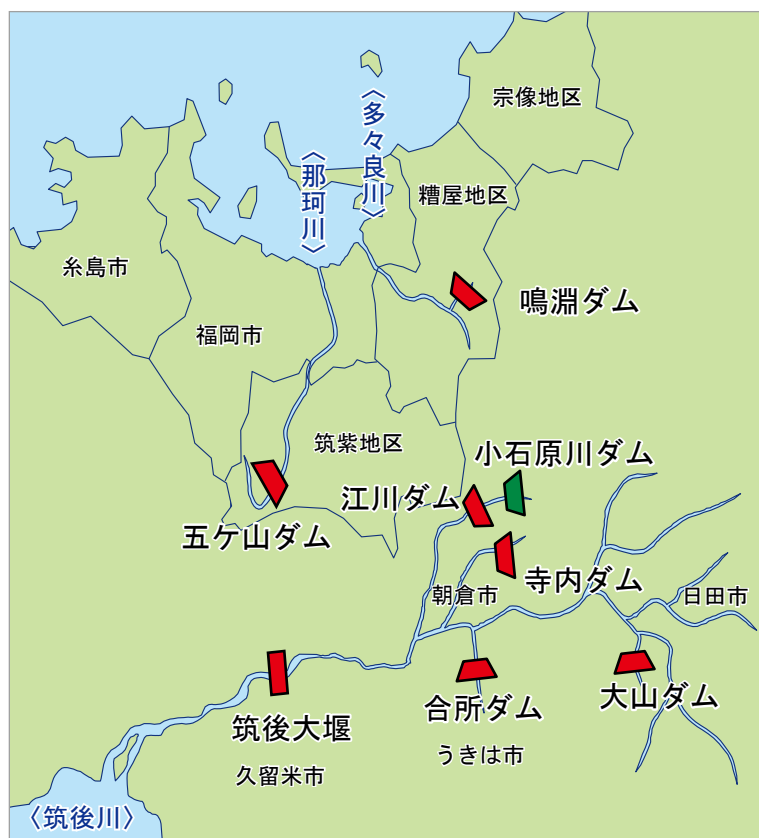 宗像地区
〈多々良川〉
〈那珂川〉
糟屋地区
糸島市
鳴淵ダム
福岡市
筑紫地区
小石原川ダム
江川ダム
五ケ山ダム
寺内ダム
朝倉市
日田市
大山ダム
合所ダム
筑後大堰
うきは市
久留米市
〈筑後川〉